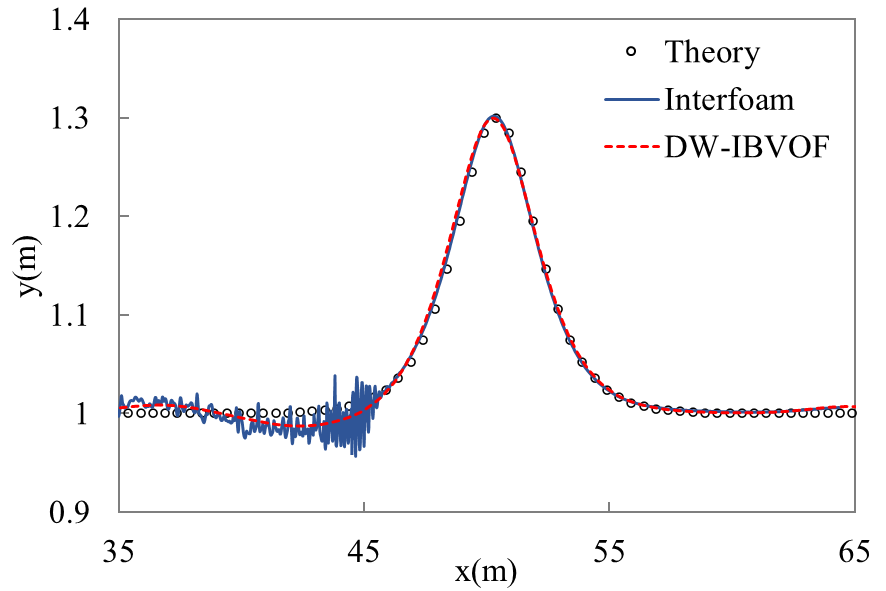 1.4
1.3
1.2
1.1
1
0.9
y(m)
Theory
Interfoam
DW-IBVOF
35
45
55
65
x(m)